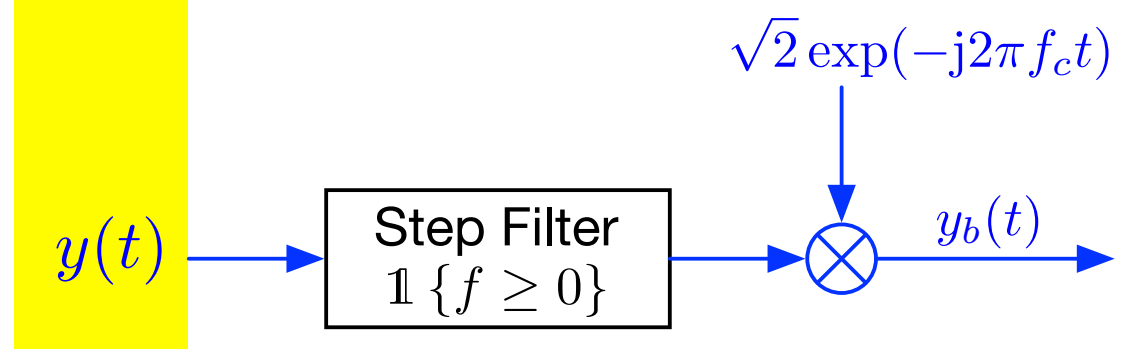 √2 exp(−j2πf_c t)
y(t)
Step Filter
𝟙 {f ≥ 0}
y_b(t)